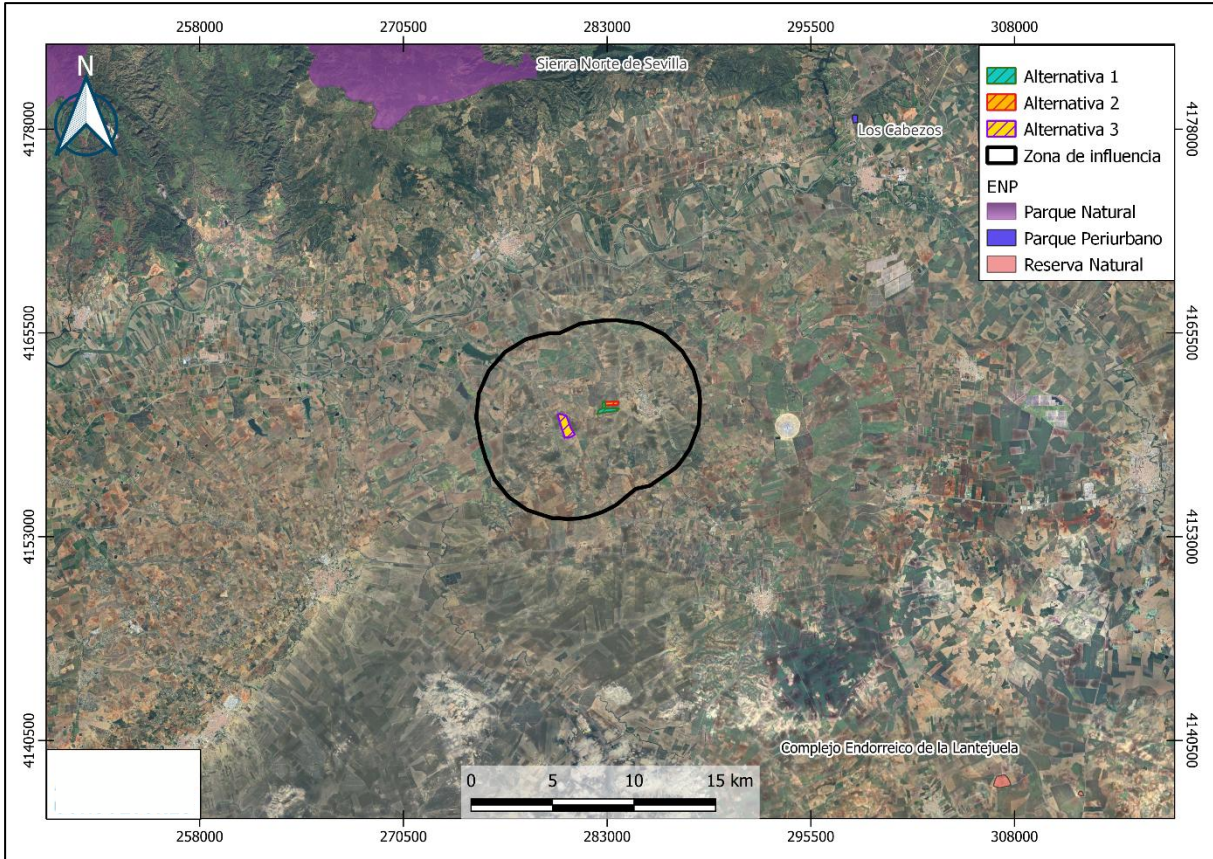 258000 270500 283000 295500 308000
N
Sierra Norte de Sevilla
Los Cabezos
Alternativa 1
Alternativa 2
Alternativa 3
Zona de influencia
ENP
Parque Natural
Parque Periurbano
Reserva Natural
4178000 4178000
4165500 4165500
4153000 4153000
4140500 4140500
Complejo Endorreico de la Lantejuela
0 5 10 15 km
258000 270500 283000 295500 308000